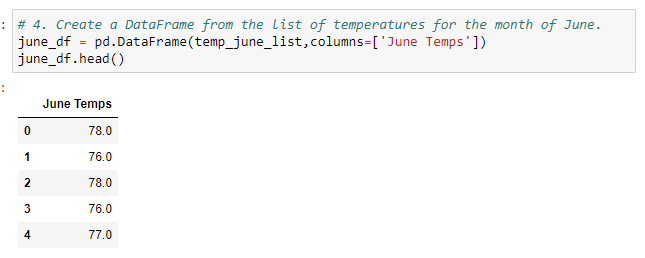 : # 4. Create a DataFrame from the list of temperatures for the month of June.
june_df = pd.DataFrame(temp_june_list,columns=['June Temps'])
june_df.head()
:
June Temps
0 78.0
1 76.0
2 78.0
3 76.0
4 77.0